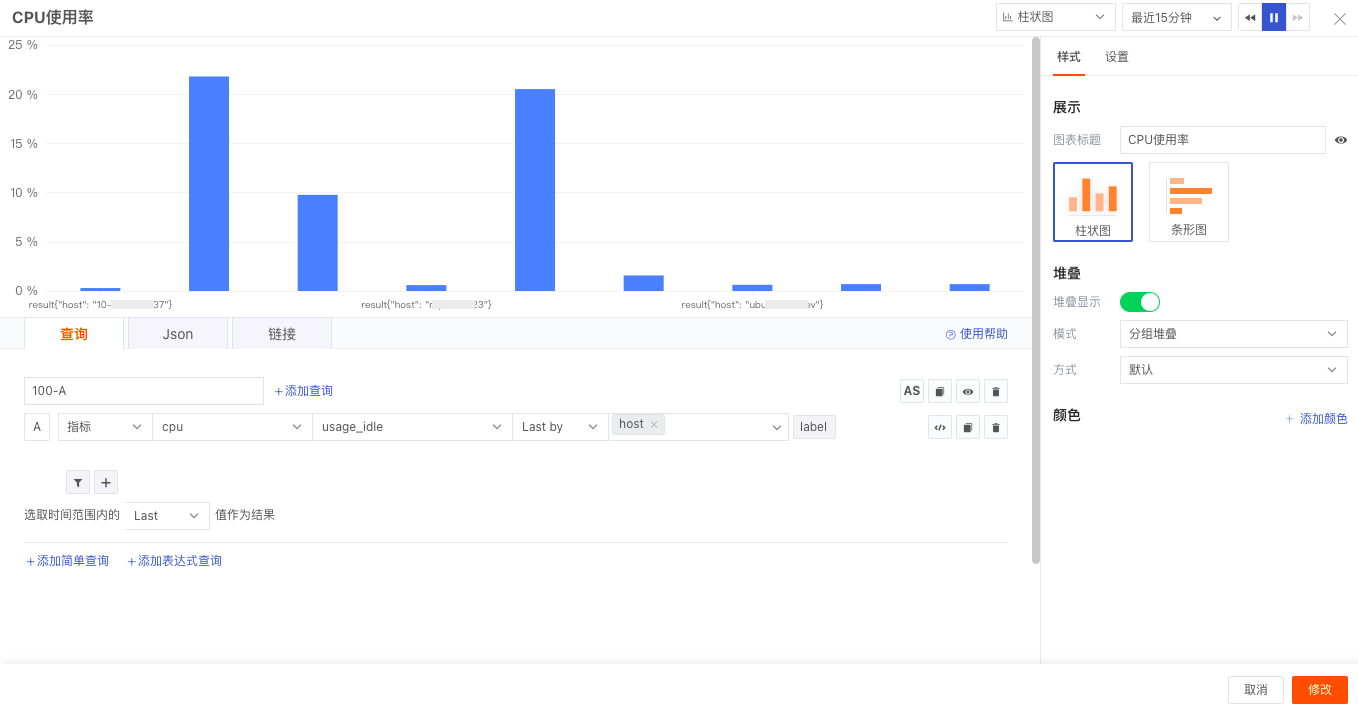 CPU使用率
柱状图
最近15分钟
25 %
20 %
15 %
10 %
5 %
0 %
result{"host": "10- 37"}
result{"host": " 23"}
result{"host": "ubu ev"}
样式 设置
展示
图表标题 CPU使用率
柱状图 条形图
堆叠
堆叠显示
模式 分组堆叠
方式 默认
颜色 + 添加颜色
查询 Json 链接 使用帮助
100-A +添加查询 AS
A 指标 cpu usage_idle Last by host × label </>
+
选取时间范围内的 Last 值作为结果
+添加简单查询 +添加表达式查询
取消 修改